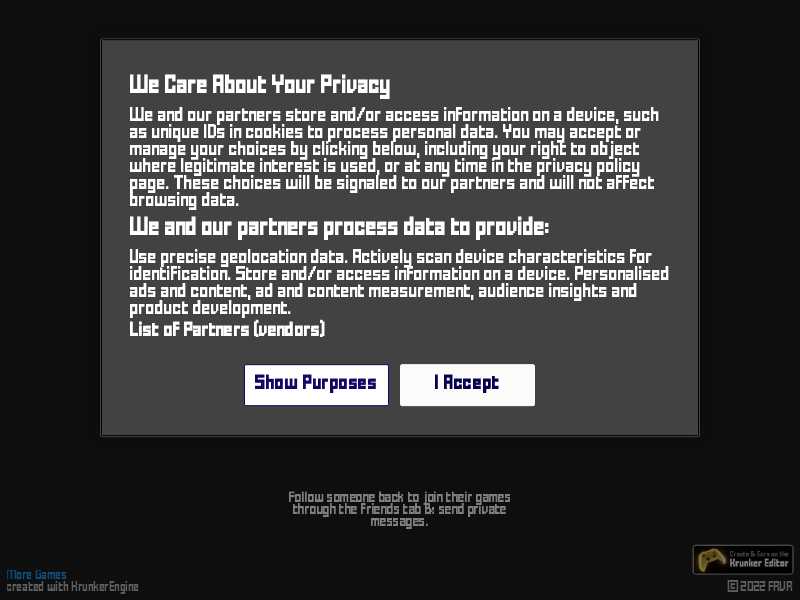 We Care About Your Privacy
We and our partners store and/or access information on a device, such
as unique IDs in cookies to process personal data. You may accept or
manage your choices by clicking below, including your right to object
where legitimate interest is used, or at any time in the privacy policy
page. These choices will be signaled to our partners and will not affect
browsing data.
We and our partners process data to provide:
Use precise geolocation data. Actively scan device characteristics for
identification. Store and/or access information on a device. Personalised
ads and content, ad and content measurement, audience insights and
product development.
List of Partners (vendors)
Show Purposes
I Accept
Follow someone back to join their games
through the Friends tab & send private
messages.
Create & Earn on the
Krunker Editor
More Games
created with KrunkerEngine
© 2022 FRVR